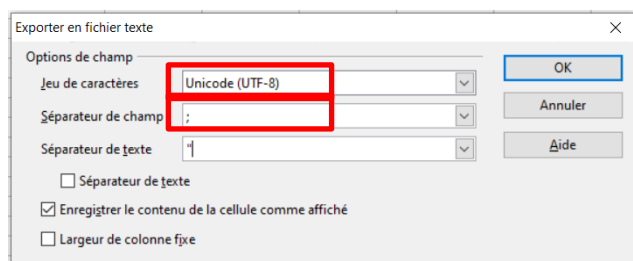 Exporter en fichier texte
Options de champ
Jeu de caractères Unicode (UTF-8)
Séparateur de champ ;
Séparateur de texte "
Séparateur de texte
Enregistrer le contenu de la cellule comme affiché
Largeur de colonne fixe
OK
Annuler
Aide